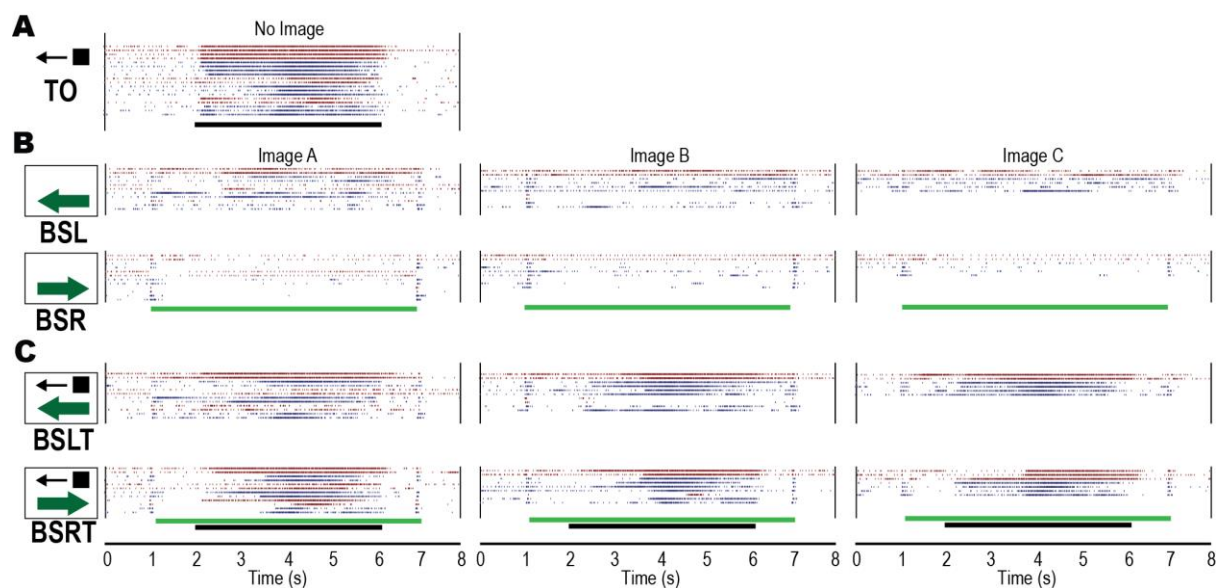 A
No Image
TO
B
Image A Image B Image C
BSL
BSR
C
BSLT
BSRT
0 1 2 3 4 5 6 7 8 0 1 2 3 4 5 6 7 8 0 1 2 3 4 5 6 7 8
Time (s) Time (s) Time (s)